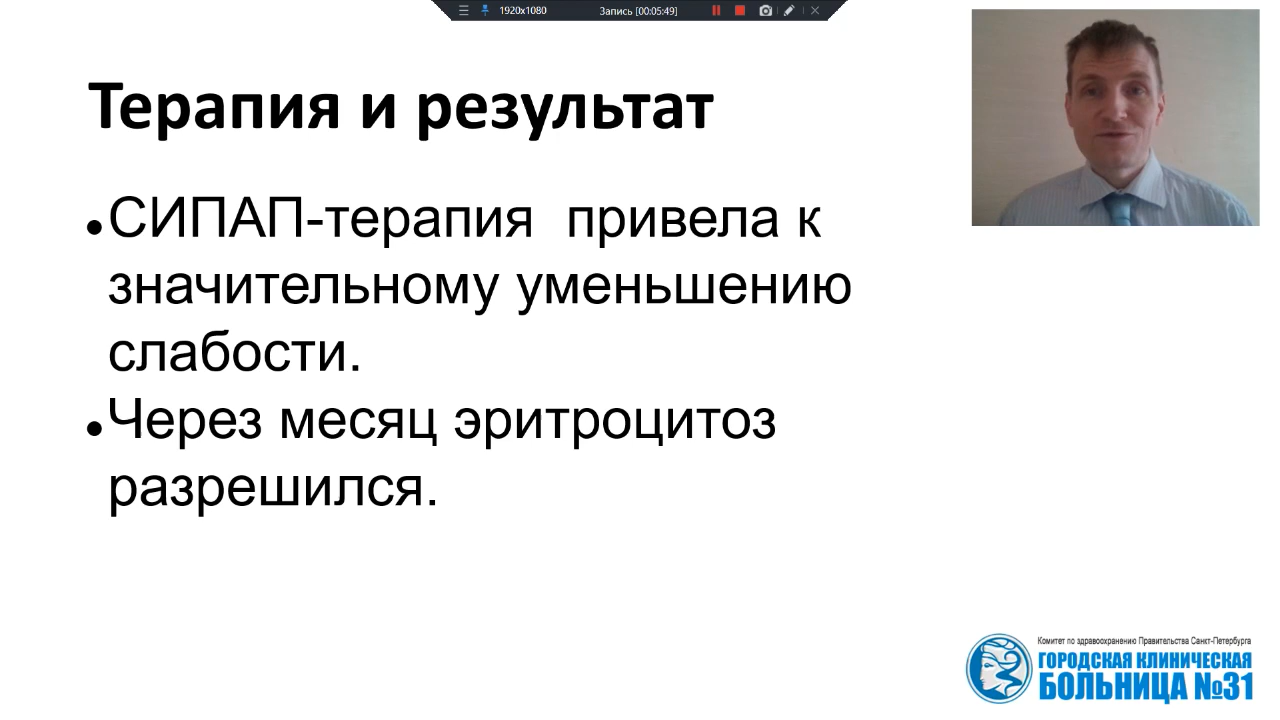 1920x1080 Запись [00:05:49]
Терапия и результат
СИПАП-терапия привела к
значительному уменьшению
слабости.
Через месяц эритроцитоз
разрешился.
Комитет по здравоохранению Правительства Санкт-Петербурга
ГОРОДСКАЯ КЛИНИЧЕСКАЯ
БОЛЬНИЦА №31